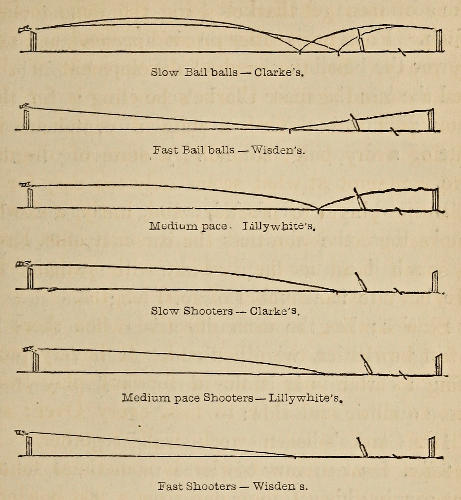 Slow Bail balls — Clarke's.
Fast Bail balls — Wisden's.
Medium pace . Lillywhite's.
Slow Shooters — Clarke's.
Medium pace Shooters — Lillywhite's.
Fast Shooters — Wisden s.